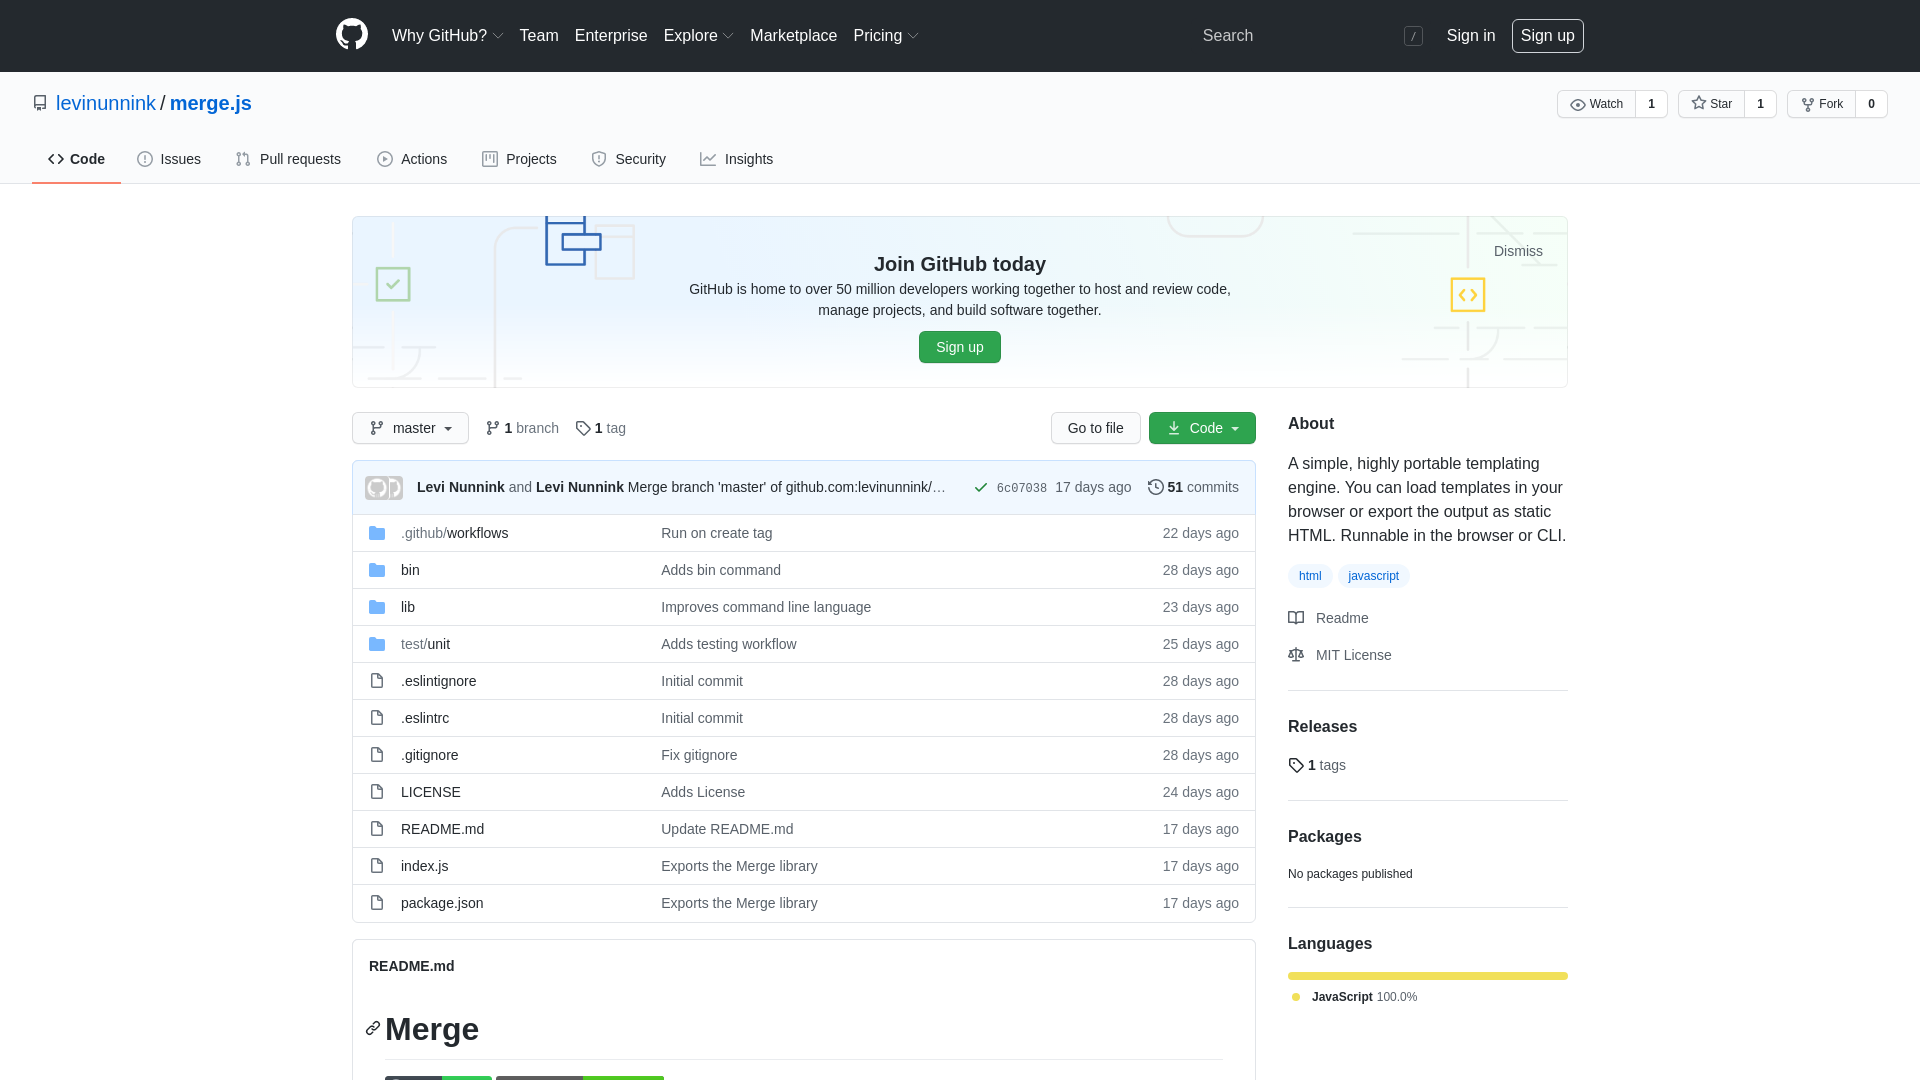 Why GitHub? Team Enterprise Explore Marketplace Pricing Search / Sign in Sign up
levinunnink / merge.js Watch 1 Star 1 Fork 0
Code Issues Pull requests Actions Projects Security Insights
Dismiss
Join GitHub today
GitHub is home to over 50 million developers working together to host and review code,
manage projects, and build software together.
Sign up
master 1 branch 1 tag Go to file Code
Levi Nunnink and Levi Nunnink Merge branch 'master' of github.com:levinunnink/… 6c07038 17 days ago 51 commits
.github/workflows Run on create tag 22 days ago
bin Adds bin command 28 days ago
lib Improves command line language 23 days ago
test/unit Adds testing workflow 25 days ago
.eslintignore Initial commit 28 days ago
.eslintrc Initial commit 28 days ago
.gitignore Fix gitignore 28 days ago
LICENSE Adds License 24 days ago
README.md Update README.md 17 days ago
index.js Exports the Merge library 17 days ago
package.json Exports the Merge library 17 days ago
README.md
Merge
About
A simple, highly portable templating
engine. You can load templates in your
browser or export the output as static
HTML. Runnable in the browser or CLI.
html javascript
Readme
MIT License
Releases
1 tags
Packages
No packages published
Languages
JavaScript 100.0%